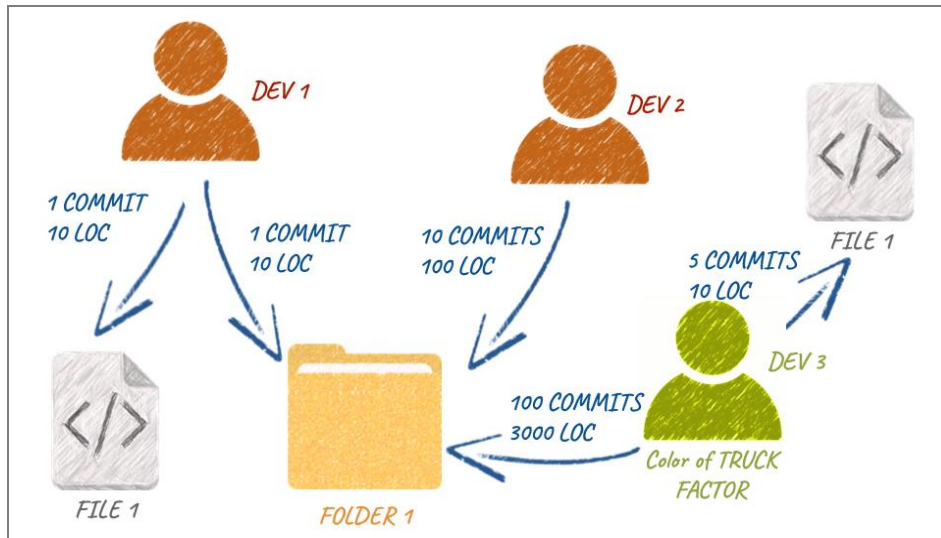 DEV 1
DEV 2
1 COMMIT
10 LOC
1 COMMIT
10 LOC
10 COMMITS
100 LOC
FILE 1
5 COMMITS
10 LOC
DEV 3
100 COMMITS
3000 LOC
Color of TRUCK
FACTOR
FILE 1
FOLDER 1